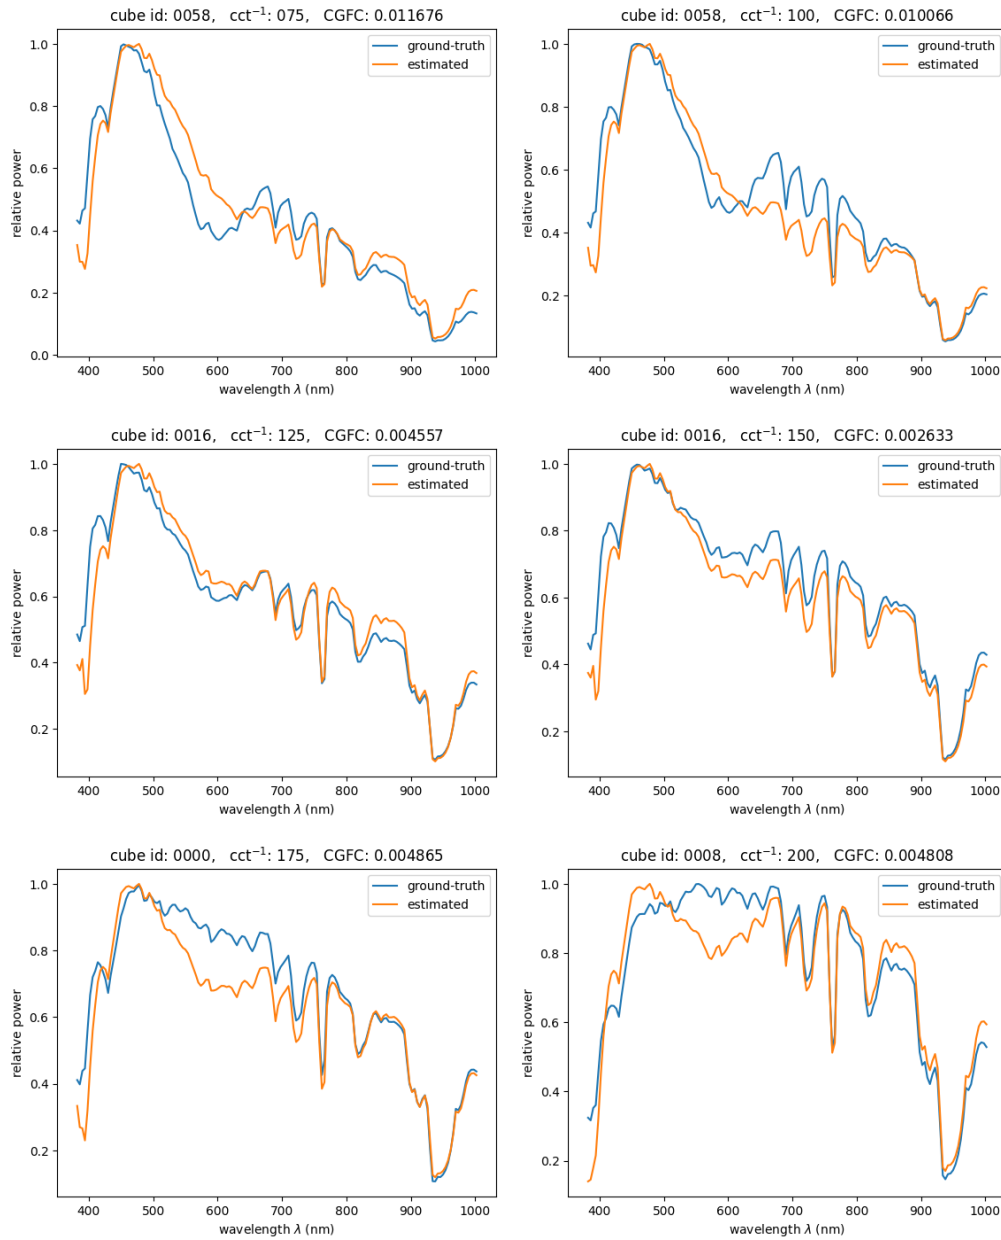 cube id: 0058, cct⁻¹: 075, CGFC: 0.011676
ground-truth
estimated
relative power
1.0
0.8
0.6
0.4
0.2
0.0
400 500 600 700 800 900 1000
wavelength λ (nm)
cube id: 0058, cct⁻¹: 100, CGFC: 0.010066
ground-truth
estimated
relative power
1.0
0.8
0.6
0.4
0.2
400 500 600 700 800 900 1000
wavelength λ (nm)
cube id: 0016, cct⁻¹: 125, CGFC: 0.004557
ground-truth
estimated
relative power
1.0
0.8
0.6
0.4
0.2
400 500 600 700 800 900 1000
wavelength λ (nm)
cube id: 0016, cct⁻¹: 150, CGFC: 0.002633
ground-truth
estimated
relative power
1.0
0.8
0.6
0.4
0.2
400 500 600 700 800 900 1000
wavelength λ (nm)
cube id: 0000, cct⁻¹: 175, CGFC: 0.004865
ground-truth
estimated
relative power
1.0
0.8
0.6
0.4
0.2
400 500 600 700 800 900 1000
wavelength λ (nm)
cube id: 0008, cct⁻¹: 200, CGFC: 0.004808
ground-truth
estimated
relative power
1.0
0.8
0.6
0.4
0.2
400 500 600 700 800 900 1000
wavelength λ (nm)